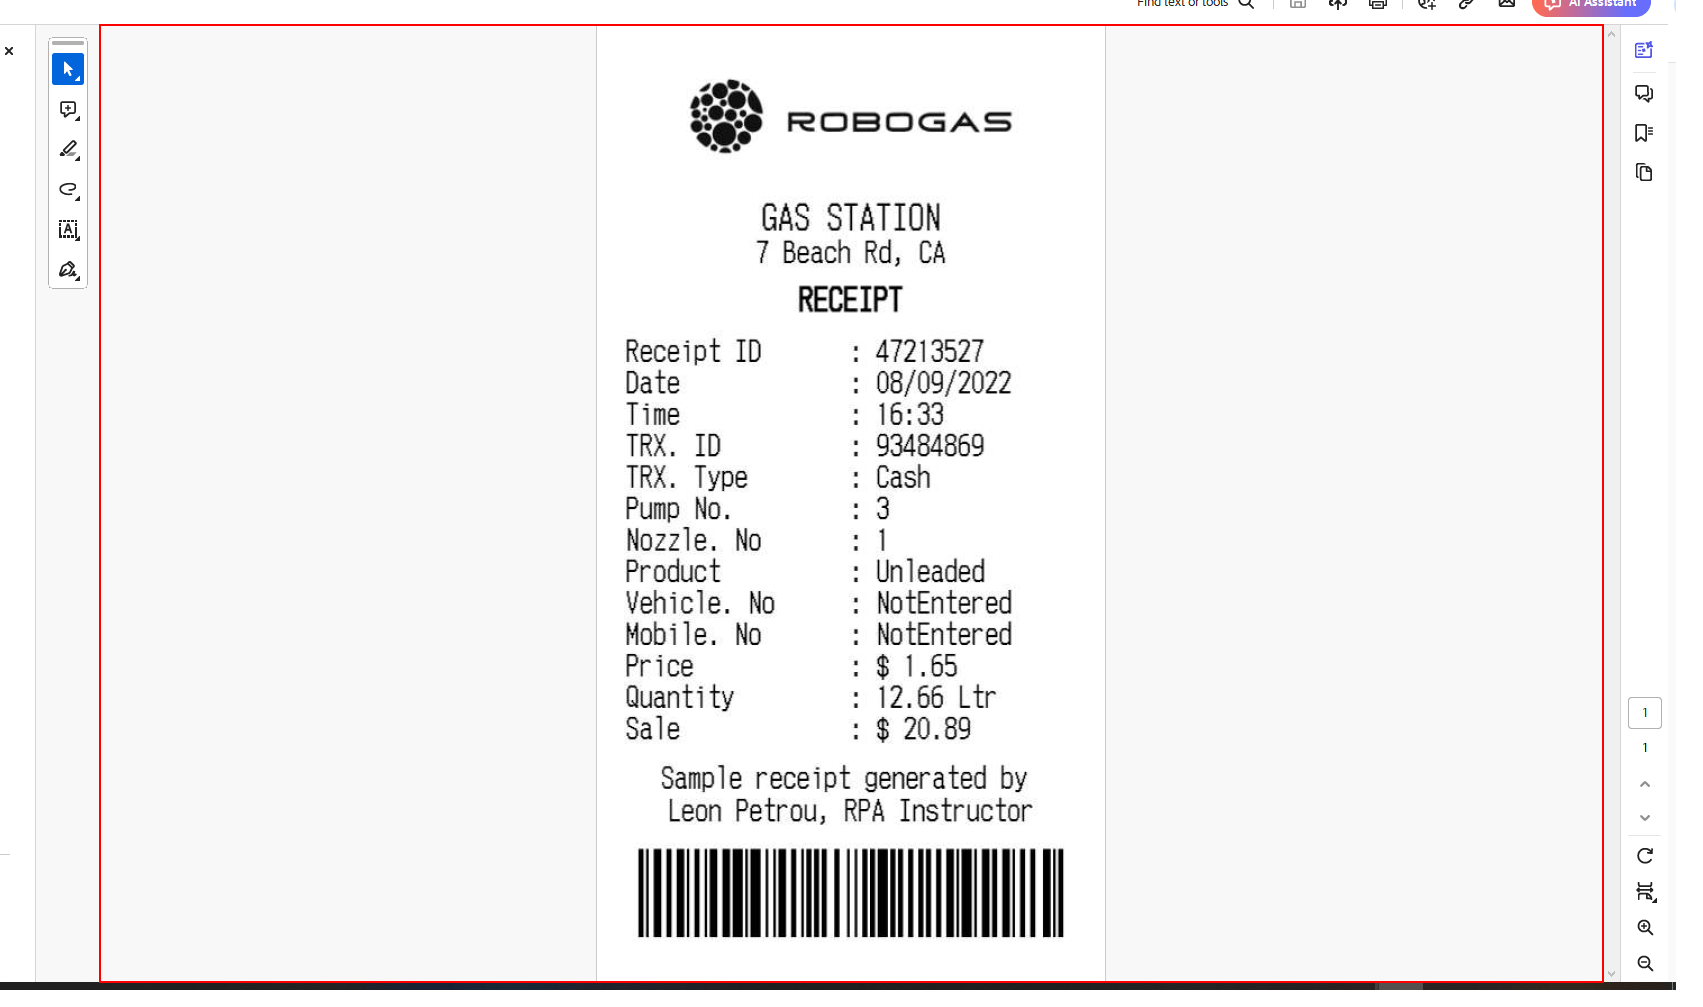 Find text or tools
AI Assistant
ROBOGAS
GAS STATION
7 Beach Rd, CA
RECEIPT
Receipt ID : 47213527
Date : 08/09/2022
Time : 16:33
TRX. ID : 93484869
TRX. Type : Cash
Pump No. : 3
Nozzle. No : 1
Product : Unleaded
Vehicle. No : NotEntered
Mobile. No : NotEntered
Price : $ 1.65
Quantity : 12.66 Ltr
Sale : $ 20.89
Sample receipt generated by
Leon Petrou, RPA Instructor
1
1